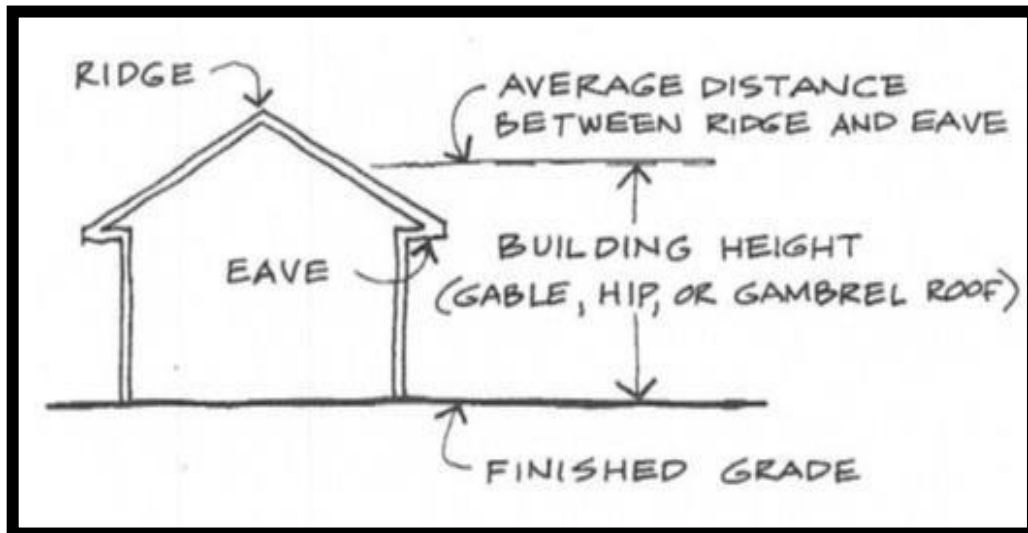 RIDGE
AVERAGE DISTANCE
BETWEEN RIDGE AND EAVE
EAVE
BUILDING HEIGHT
(GABLE, HIP, OR GAMBREL ROOF)
FINISHED GRADE